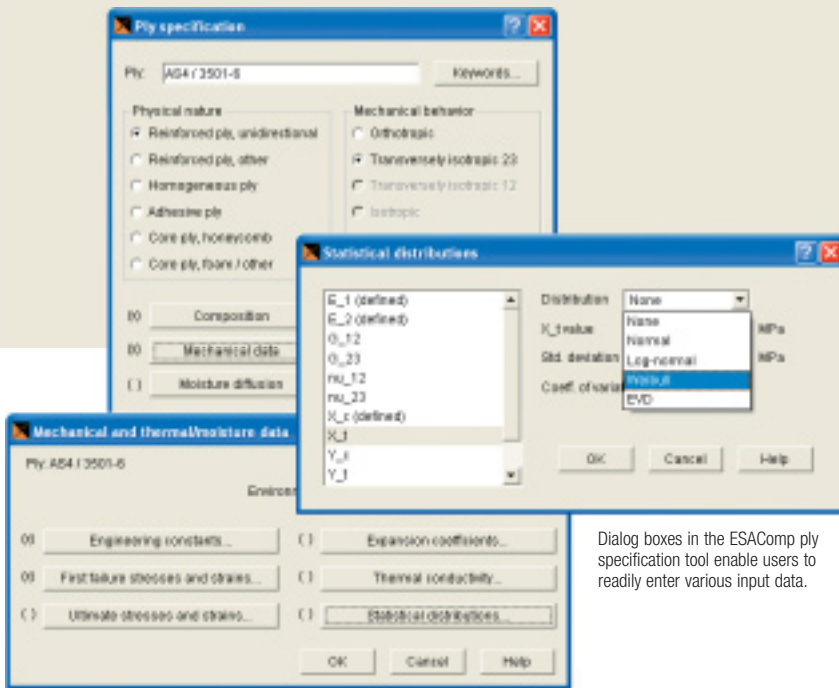 Ply specification
Ply: AS4 / 3501-6
Keywords...
Physical nature
Reinforced ply, unidirectional
Reinforced ply, other
Homogeneous ply
Adhesive ply
Core ply, honeycomb
Core ply, foam / other
Mechanical behavior
Orthotropic
Transversely isotropic 23
Transversely isotropic 12
Isotropic
(x) Composition
(x) Mechanical data
( ) Moisture diffusion
Statistical distributions
E_1 (defined)
E_2 (defined)
G_12
G_23
nu_12
nu_23
X_c (defined)
X_t
Y_c
Y_t
Distribution None
X_t value MPa
Std. deviation MPa
Coeff. of varia
None
Normal
Log-normal
Weibull
EVD
OK Cancel Help
Mechanical and thermal/moisture data
Ply: AS4 / 3501-6
Environ
(x) Engineering constants...
( ) Expansion coefficients...
(x) First failure stresses and strains...
( ) Thermal conductivity...
( ) Ultimate stresses and strains...
( ) Statistical distributions...
OK Cancel Help
Dialog boxes in the ESAComp ply
specification tool enable users to
readily enter various input data.